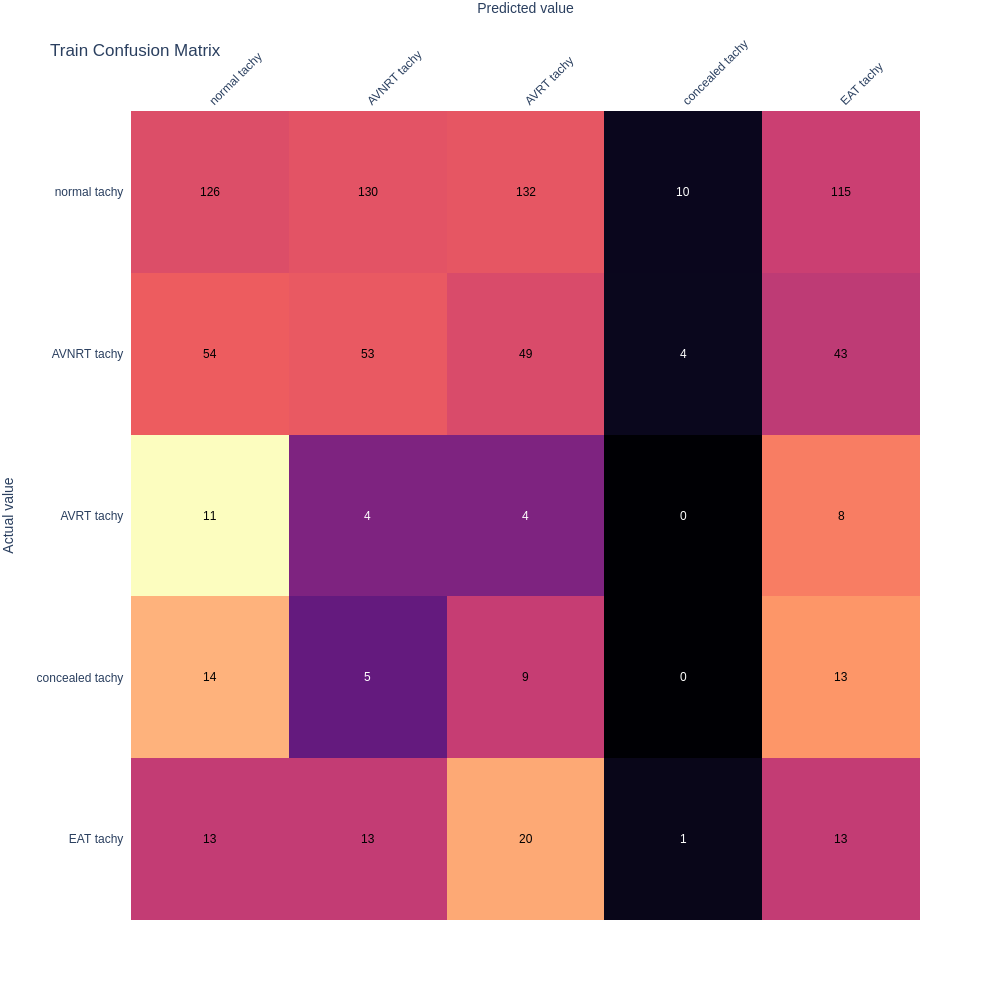 Predicted value
Train Confusion Matrix
normal tachy
AVNRT tachy
AVRT tachy
concealed tachy
EAT tachy
normal tachy 126 130 132 10 115
AVNRT tachy 54 53 49 4 43
Actual value
AVRT tachy 11 4 4 0 8
concealed tachy 14 5 9 0 13
EAT tachy 13 13 20 1 13